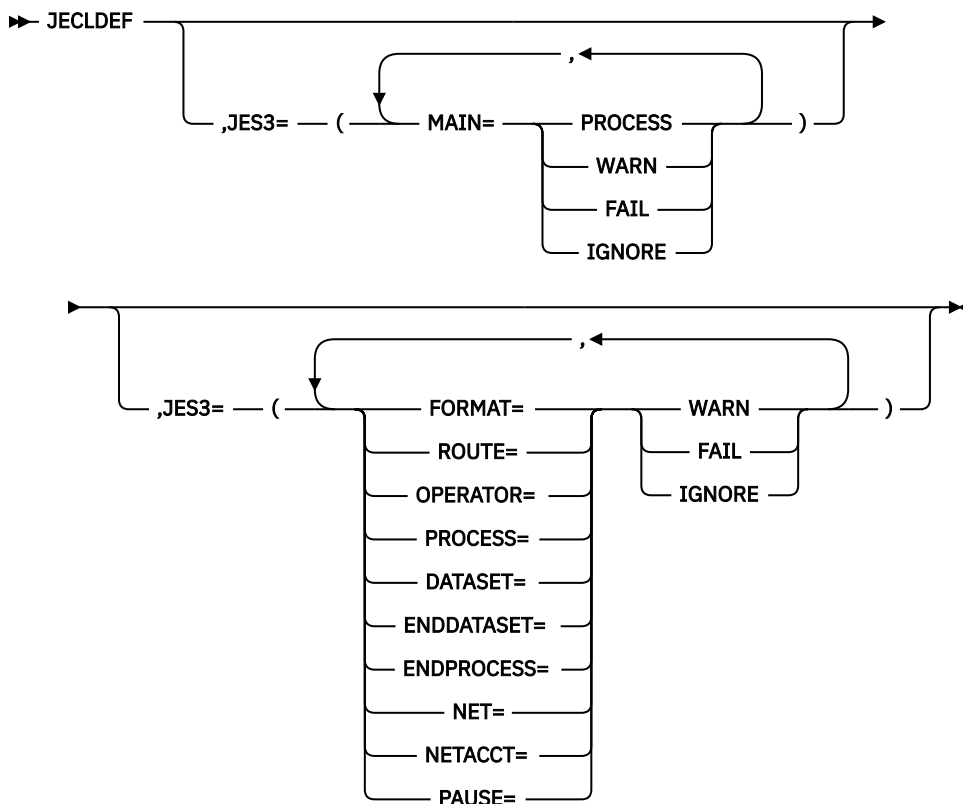 JECLDEF
,
,JES3= ( MAIN= PROCESS )
WARN
FAIL
IGNORE
,
,JES3= ( FORMAT= WARN )
ROUTE= FAIL
OPERATOR= IGNORE
PROCESS=
DATASET=
ENDDATASET=
ENDPROCESS=
NET=
NETACCT=
PAUSE=